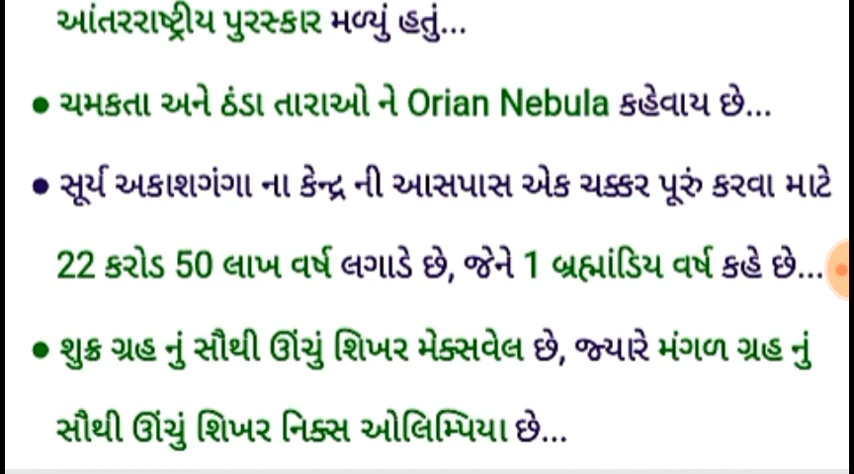 આંતરરાષ્ટ્રીય પુરસ્કાર મળ્યું હતું...
• ચમકતા અને ઠંડા તારાઓ ને Orian Nebula કહેવાય છે...
• સૂર્ય અકાશગંગા ના કેન્દ્ર ની આસપાસ એક ચક્કર પૂરું કરવા માટે
22 કરોડ 50 લાખ વર્ષ લગાડે છે, જેને 1 બ્રહ્માંડિય વર્ષ કહે છે...
• શુક્ર ગ્રહ નું સૌથી ઊંચું શિખર મેક્સવેલ છે, જ્યારે મંગળ ગ્રહ નું
સૌથી ઊંચું શિખર નિક્સ ઓલિમ્પિયા છે...